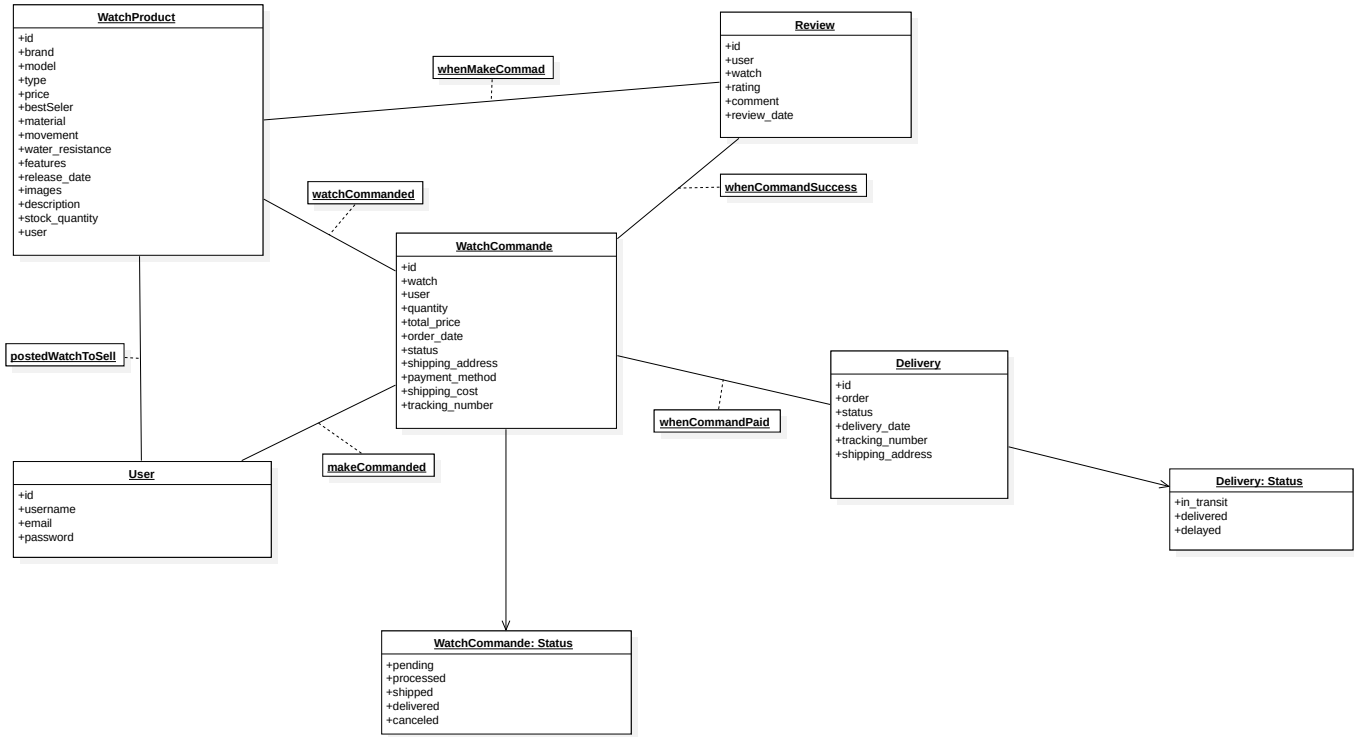 WatchProduct
+id
+brand
+model
+type
+price
+bestSeler
+material
+movement
+water_resistance
+features
+release_date
+images
+description
+stock_quantity
+user
whenMakeCommad
Review
+id
+user
+watch
+rating
+comment
+review_date
watchCommanded
whenCommandSuccess
WatchCommande
+id
+watch
+user
+quantity
+total_price
+order_date
+status
+shipping_address
+payment_method
+shipping_cost
+tracking_number
postedWatchToSell
Delivery
+id
+order
+status
+delivery_date
+tracking_number
+shipping_address
whenCommandPaid
makeCommanded
User
+id
+username
+email
+password
Delivery: Status
+in_transit
+delivered
+delayed
WatchCommande: Status
+pending
+processed
+shipped
+delivered
+canceled